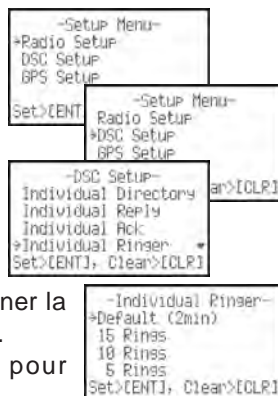 -Setup Menu-
→Radio Setup
DSC Setup
GPS Setup
Set>[ENT
-Setup Menu-
Radio Setup
→DSC Setup
GPS Setup
ar>[CLR]
-DSC Setup-
Individual Directory
Individual Reply
Individual Ack
→Individual Ringer
Set>[ENT], Clear>[CLR]
ner la
.
pour
-Individual Ringer-
→Default (2min)
15 Rings
10 Rings
5 Rings
Set>[ENT], Clear>[CLR]